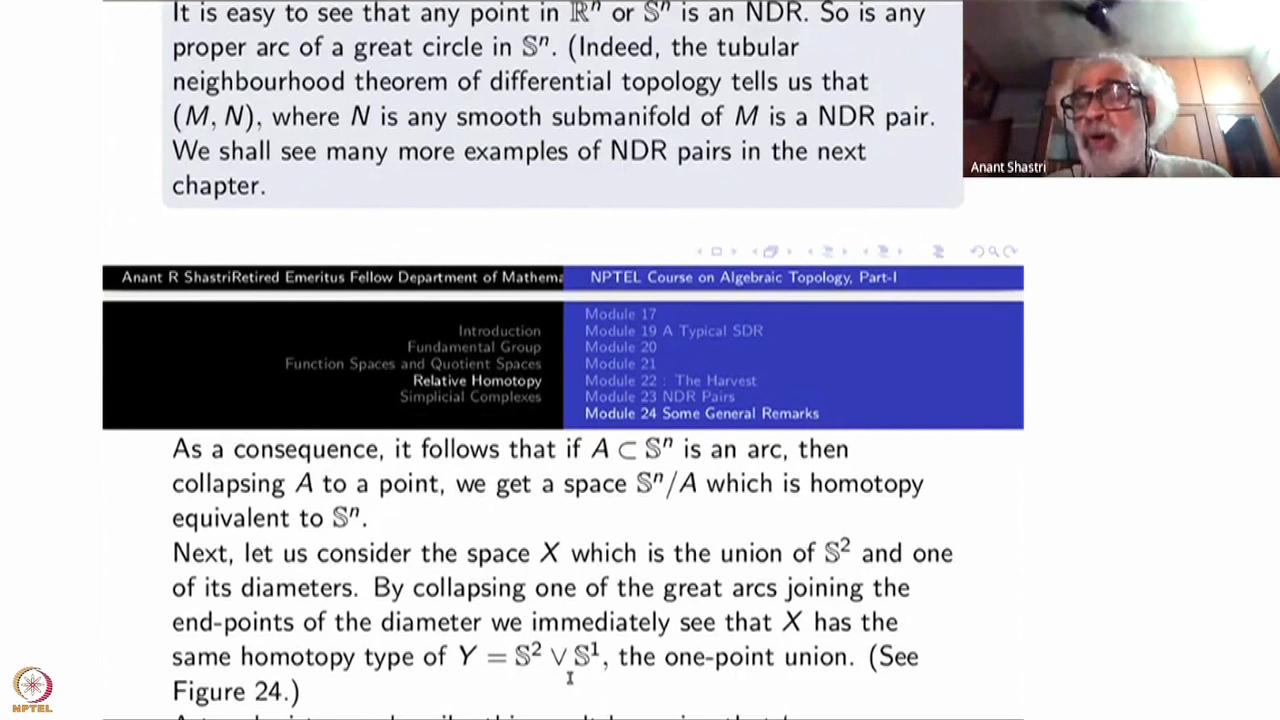 It is easy to see that any point in ℝⁿ or 𝕊ⁿ is an NDR. So is any
proper arc of a great circle in 𝕊ⁿ. (Indeed, the tubular
neighbourhood theorem of differential topology tells us that
(M, N), where N is any smooth submanifold of M is a NDR pair.
We shall see many more examples of NDR pairs in the next
chapter.
Anant Shastri
Anant R ShastriRetired Emeritus Fellow Department of Mathema
NPTEL Course on Algebraic Topology, Part-I
Introduction
Fundamental Group
Function Spaces and Quotient Spaces
Relative Homotopy
Simplicial Complexes
Module 17
Module 19 A Typical SDR
Module 20
Module 21
Module 22 : The Harvest
Module 23 NDR Pairs
Module 24 Some General Remarks
As a consequence, it follows that if A ⊂ 𝕊ⁿ is an arc, then
collapsing A to a point, we get a space 𝕊ⁿ/A which is homotopy
equivalent to 𝕊ⁿ.
Next, let us consider the space X which is the union of 𝕊² and one
of its diameters. By collapsing one of the great arcs joining the
end-points of the diameter we immediately see that X has the
same homotopy type of Y = 𝕊² ∨ 𝕊¹, the one-point union. (See
Figure 24.)
NPTEL